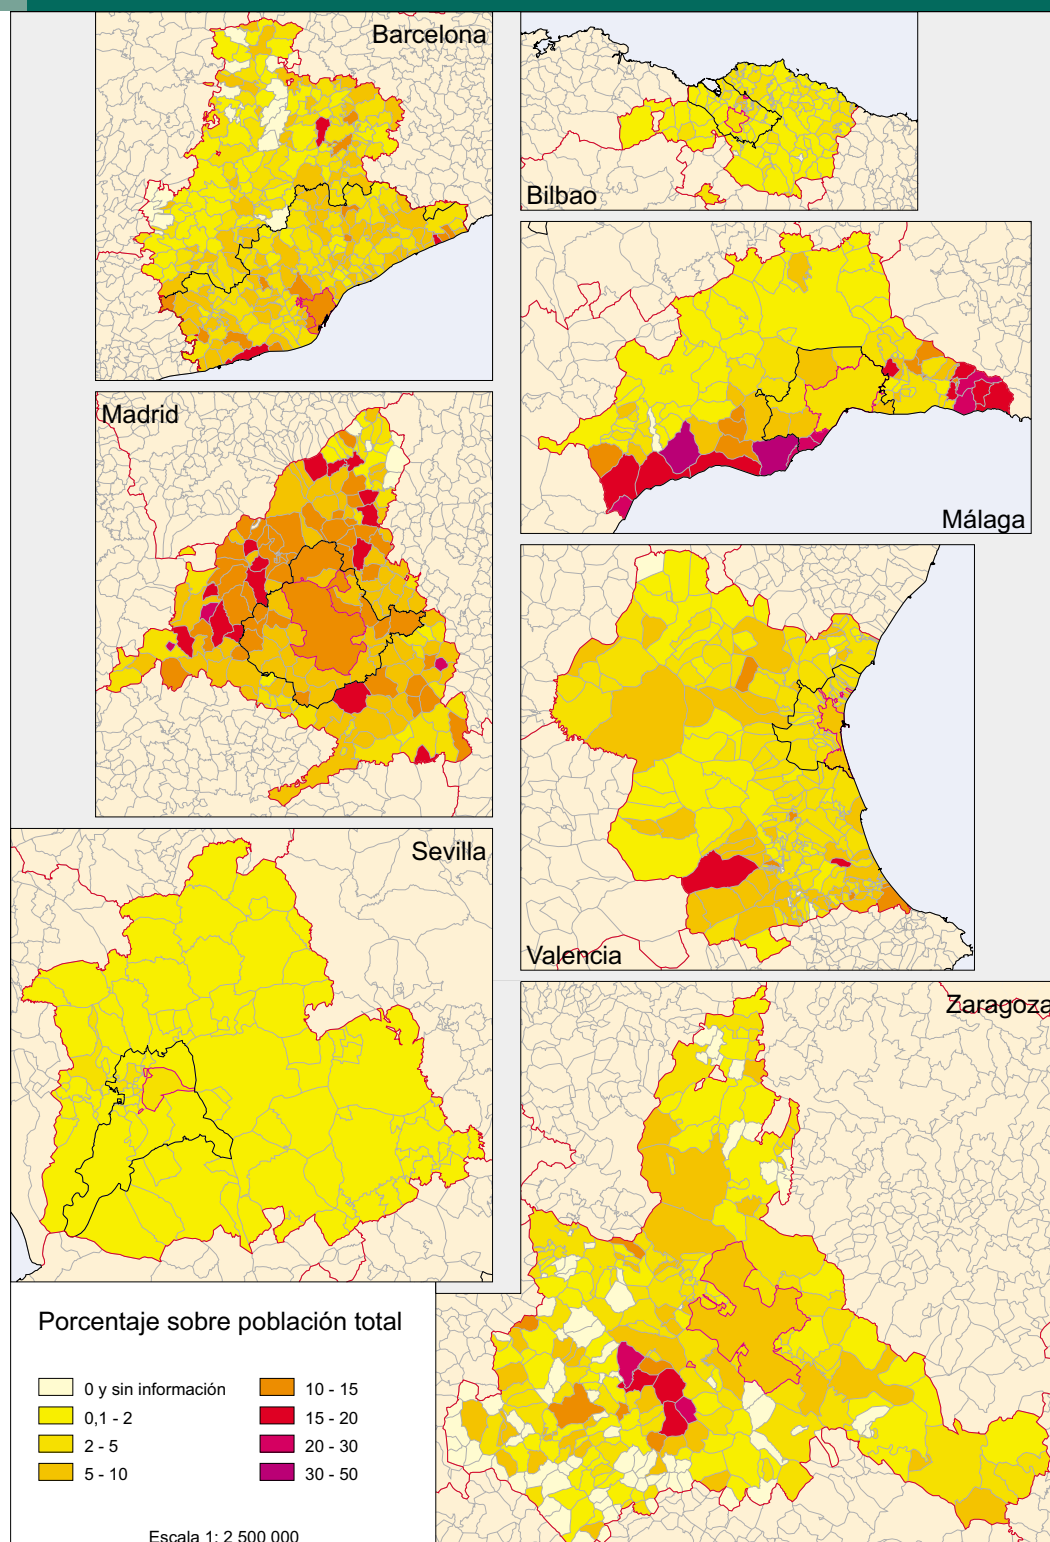 Barcelona
Bilbao
Madrid
Málaga
Sevilla
Valencia
Zaragoza
Porcentaje sobre población total
0 y sin información
0,1 - 2
2 - 5
5 - 10
10 - 15
15 - 20
20 - 30
30 - 50
Escala 1: 2 500 000